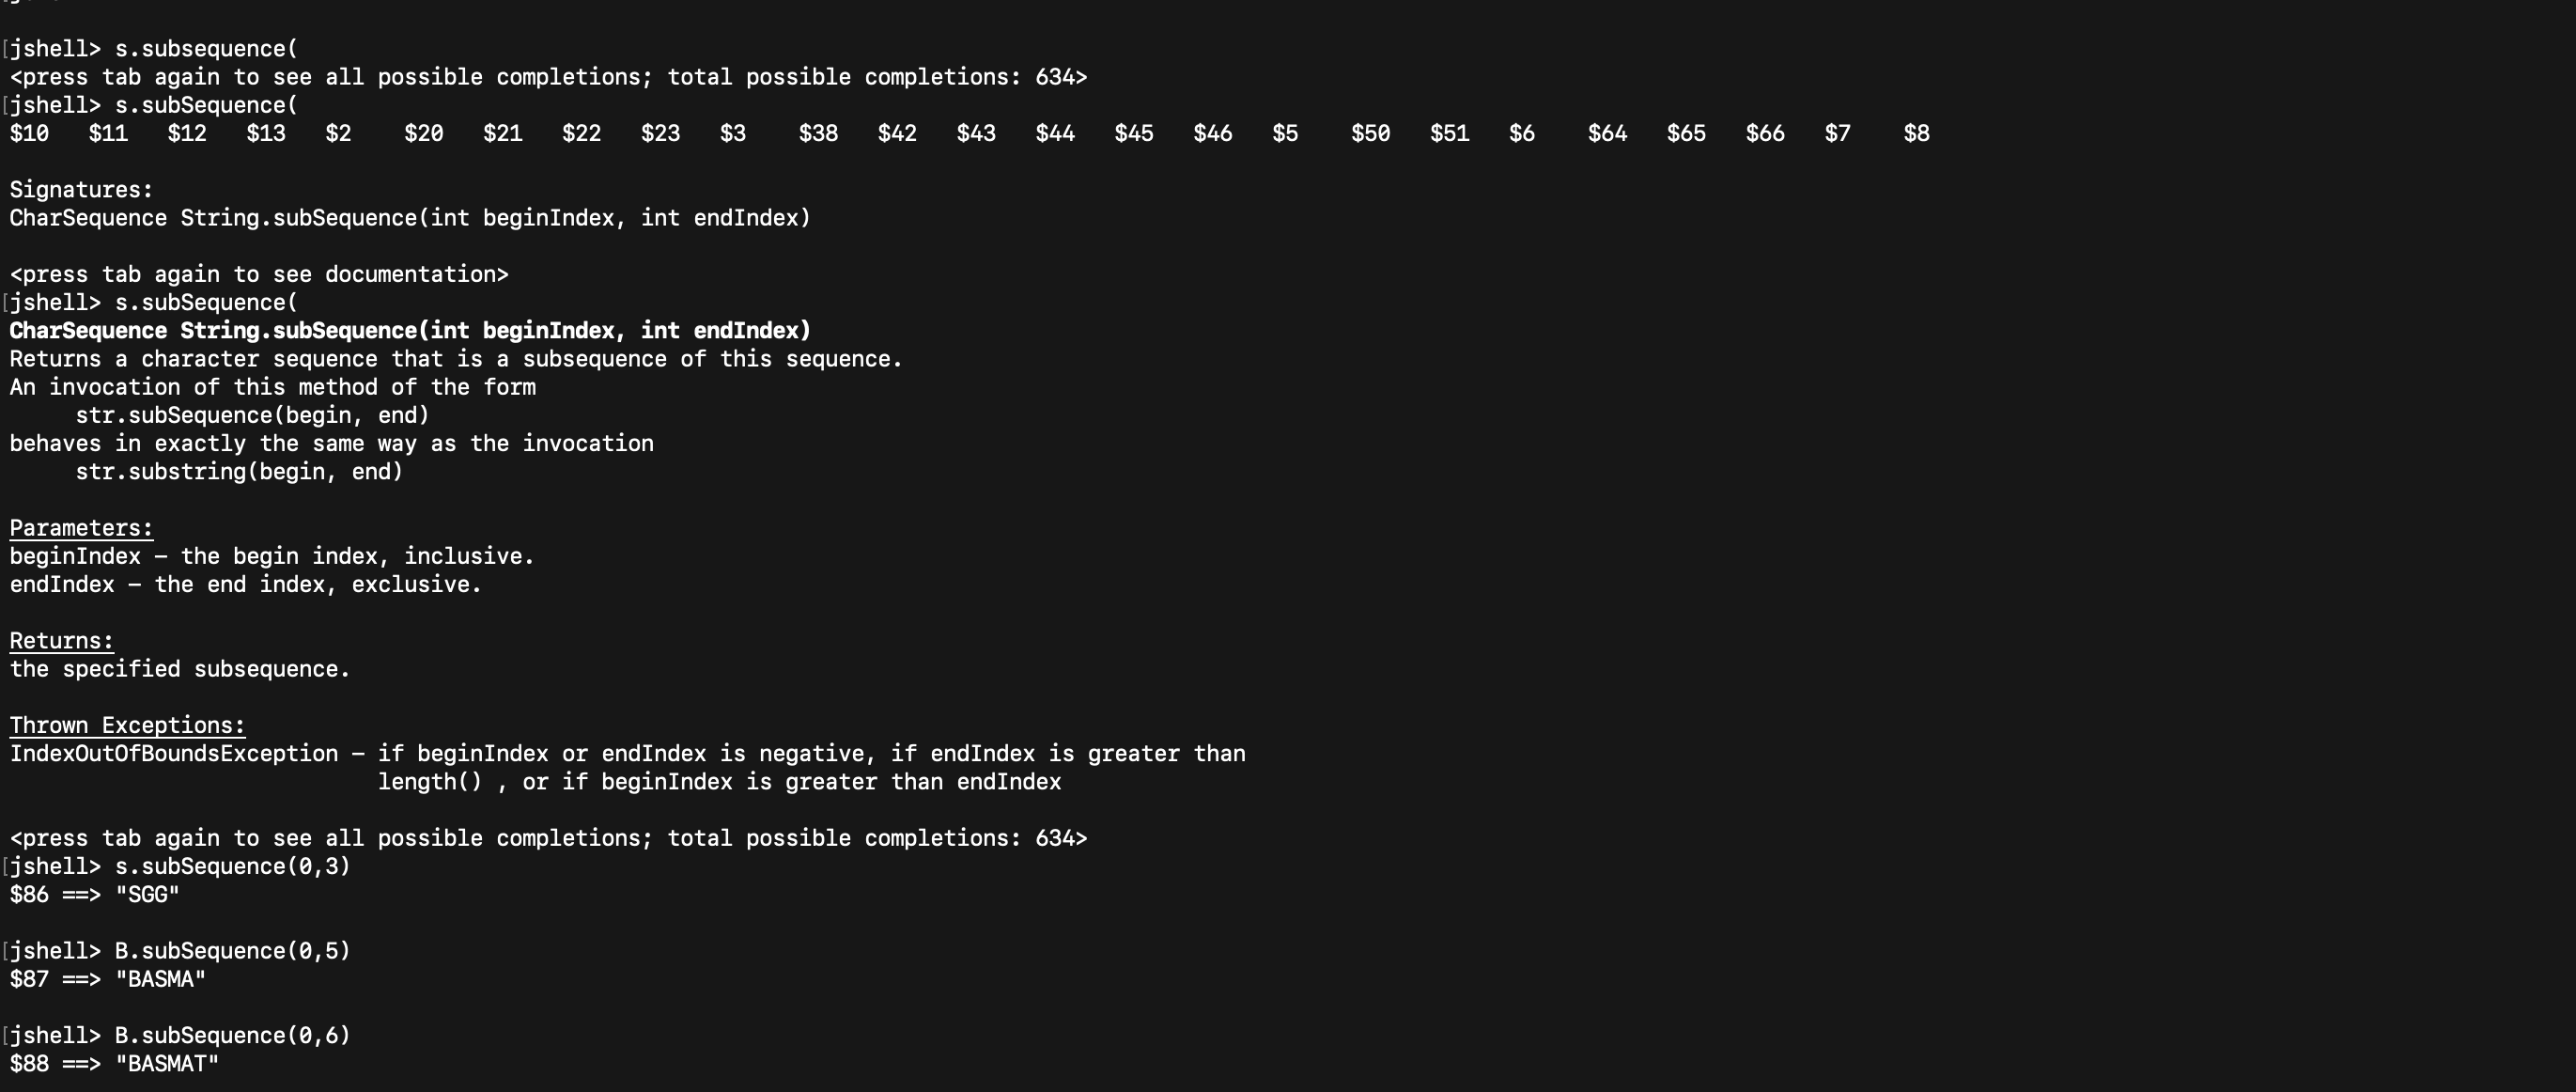 [jshell> s.subsequence(
<press tab again to see all possible completions; total possible completions: 634>
[jshell> s.subSequence(
$10   $11   $12   $13   $2    $20   $21   $22   $23   $3    $38   $42   $43   $44   $45   $46   $5    $50   $51   $6    $64   $65   $66   $7    $8
Signatures:
CharSequence String.subSequence(int beginIndex, int endIndex)
<press tab again to see documentation>
[jshell> s.subSequence(
CharSequence String.subSequence(int beginIndex, int endIndex)
Returns a character sequence that is a subsequence of this sequence.
An invocation of this method of the form
     str.subSequence(begin, end)
behaves in exactly the same way as the invocation
     str.substring(begin, end)
Parameters:
beginIndex – the begin index, inclusive.
endIndex – the end index, exclusive.
Returns:
the specified subsequence.
Thrown Exceptions:
IndexOutOfBoundsException – if beginIndex or endIndex is negative, if endIndex is greater than
                            length() , or if beginIndex is greater than endIndex
<press tab again to see all possible completions; total possible completions: 634>
[jshell> s.subSequence(0,3)
$86 ==> "SGG"
[jshell> B.subSequence(0,5)
$87 ==> "BASMA"
[jshell> B.subSequence(0,6)
$88 ==> "BASMAT"